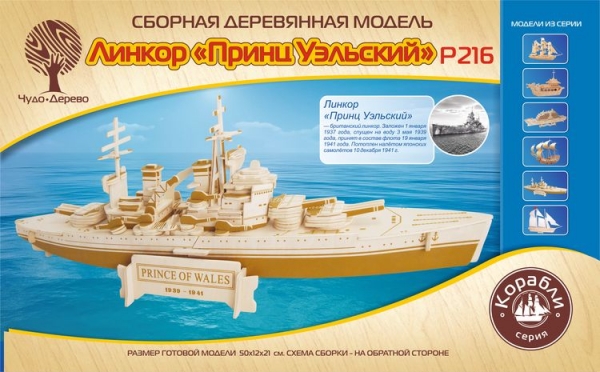 СБОРНАЯ ДЕРЕВЯННАЯ МОДЕЛЬ
Линкор «Принц Уэльский» P216
Чудо-Дерево
МОДЕЛИ ИЗ СЕРИИ
Линкор
«Принц Уэльский»
— британский линкор. Заложен 1 января
1937 года, спущен на воду 3 мая 1939
года, принят в состав флота 19 января
1941 года. Потоплен налётом японских
самолётов 10 декабря 1941 г.
PRINCE OF WALES
1939 - 1941
Корабли
серия
РАЗМЕР ГОТОВОЙ МОДЕЛИ 50х12х21 см. СХЕМА СБОРКИ - НА ОБРАТНОЙ СТОРОНЕ